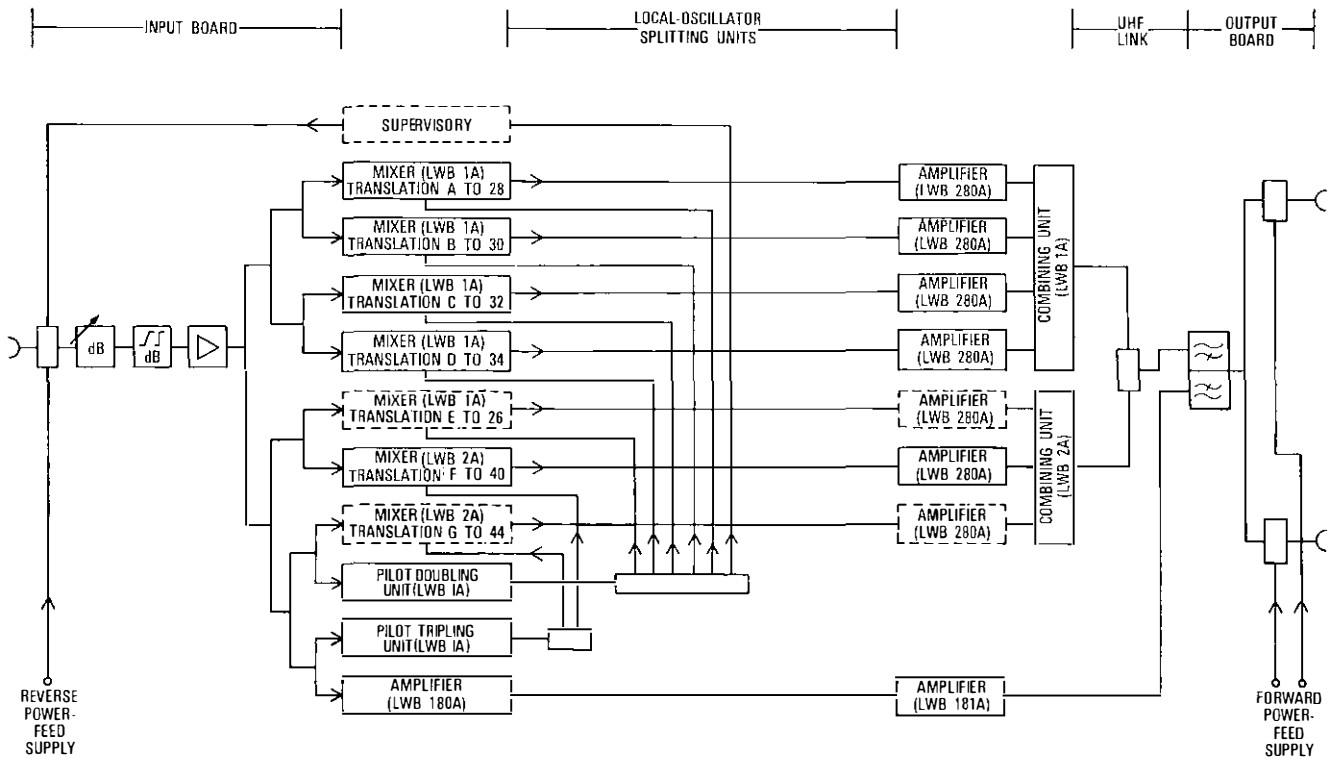 INPUT BOARD
LOCAL-OSCILLATOR
SPLITTING UNITS
UHF
LINK
OUTPUT
BOARD
SUPERVISORY
MIXER (LWB 1A)
TRANSLATION A TO 28
AMPLIFIER
(LWB 280A)
MIXER (LWB 1A)
TRANSLATION B TO 30
AMPLIFIER
(LWB 280A)
MIXER (LWB 1A)
TRANSLATION C TO 32
AMPLIFIER
(LWB 280A)
MIXER (LWB 1A)
TRANSLATION D TO 34
AMPLIFIER
(LWB 280A)
COMBINING UNIT
(LWB 1A)
dB
dB
MIXER (LWB 1A)
TRANSLATION E TO 26
AMPLIFIER
(LWB 280A)
MIXER (LWB 2A)
TRANSLATION F TO 40
AMPLIFIER
(LWB 280A)
MIXER (LWB 2A)
TRANSLATION G TO 44
AMPLIFIER
(LWB 280A)
COMBINING UNIT
(LWB 2A)
PILOT DOUBLING
UNIT(LWB 1A)
PILOT TRIPLING
UNIT(LWB 1A)
AMPLIFIER
(LWB 180A)
AMPLIFIER
(LWB 181A)
REVERSE
POWER-
FEED
SUPPLY
FORWARD
POWER-
FEED
SUPPLY